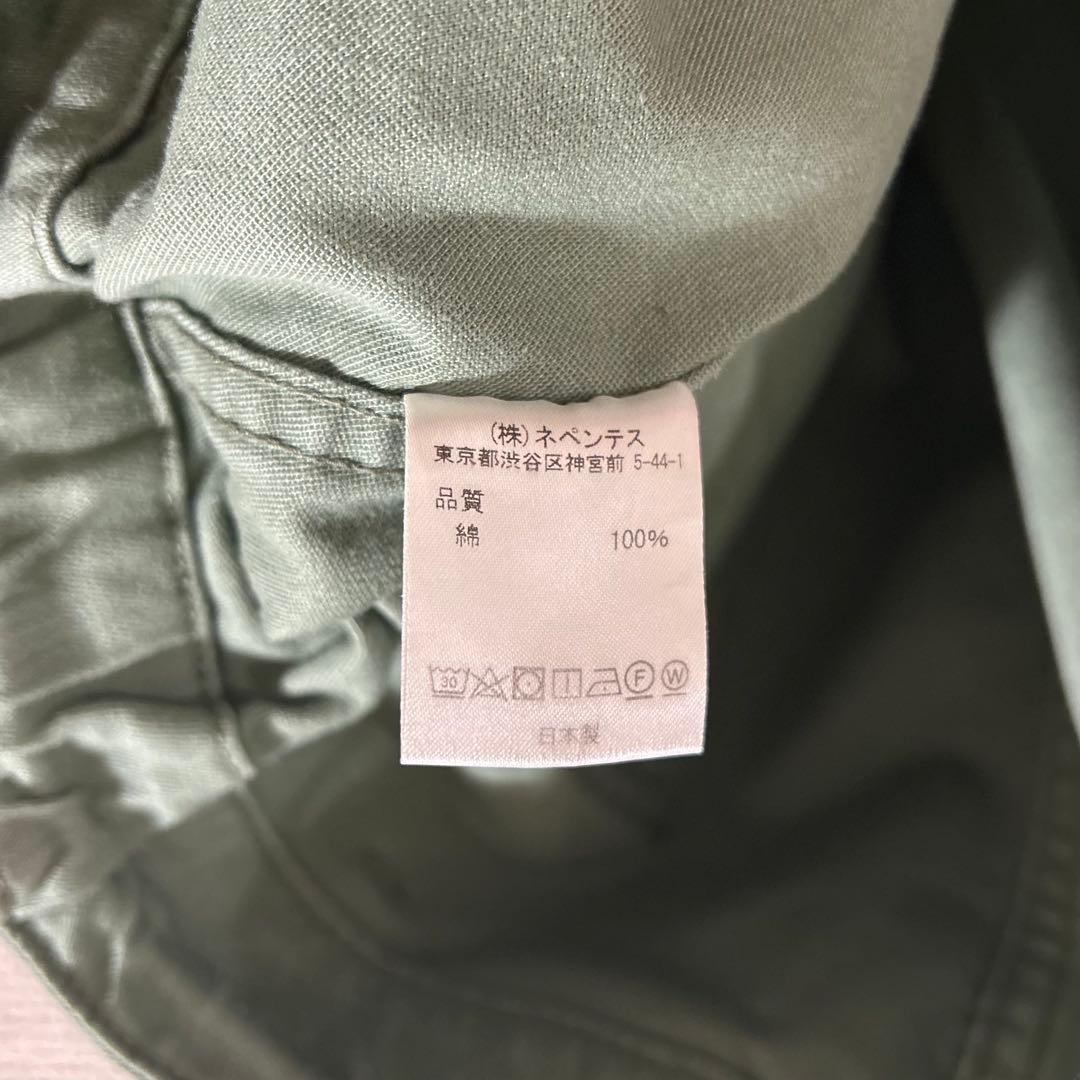 (株)ネペンテス
東京都渋谷区神宮前 5-44-1
品質
綿 100%
30 F W
日本製